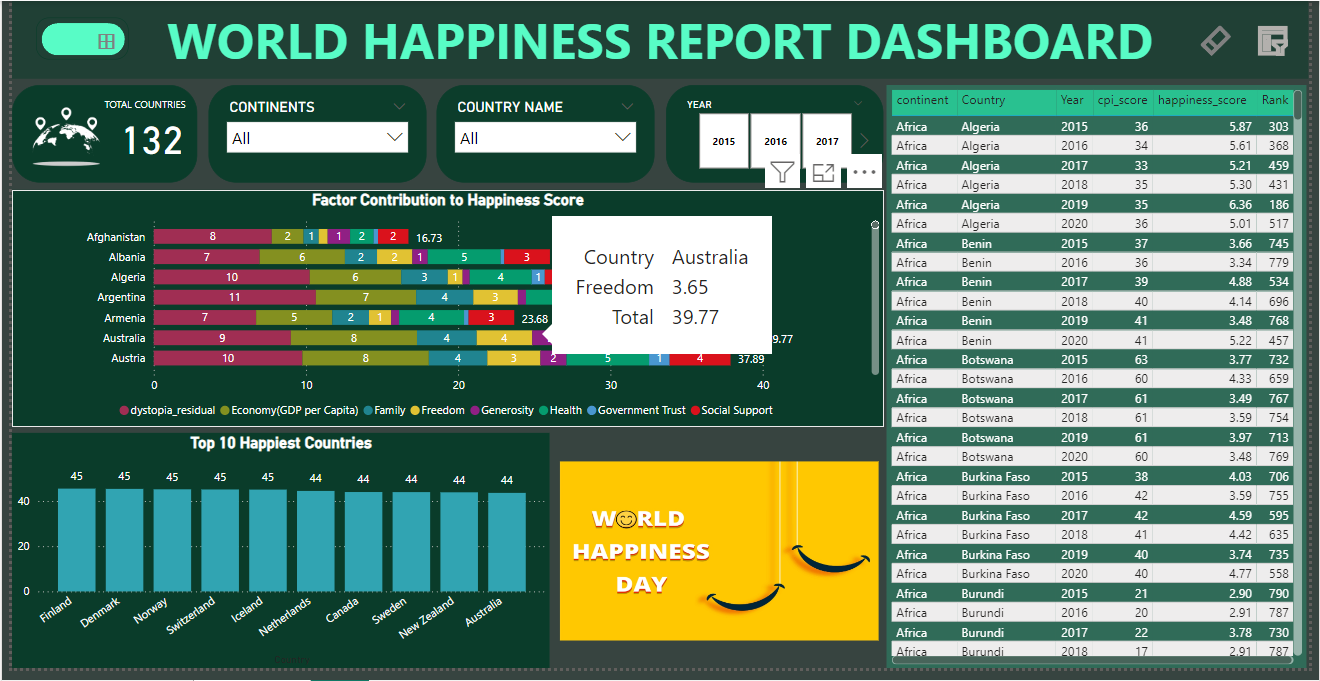 WORLD HAPPINESS REPORT DASHBOARD
TOTAL COUNTRIES
132
CONTINENTS
All
COUNTRY NAME
All
YEAR
2015 2016 2017
Factor Contribution to Happiness Score
Afghanistan 8 2 1 1 2 2 16.73
Albania 7 6 2 2 1 5 3
Algeria 10 6 3 1 4 1
Argentina 11 7 4 3
Armenia 7 5 2 1 4 3 23.68
Australia 9 8 4 4 9.77
Austria 10 8 4 3 2 5 1 4 37.89
0 10 20 30 40
Country Australia
Freedom 3.65
Total 39.77
dystopia_residual Economy(GDP per Capita) Family Freedom Generosity Health Government Trust Social Support
Top 10 Happiest Countries
45 45 45 45 45 44 44 44 44 44
40
20
0
Finland Denmark Norway Switzerland Iceland Netherlands Canada Sweden New Zealand Australia
WORLD
HAPPINESS
DAY
continent Country Year cpi_score happiness_score Rank
Africa Algeria 2015 36 5.87 303
Africa Algeria 2016 34 5.61 368
Africa Algeria 2017 33 5.21 459
Africa Algeria 2018 35 5.30 431
Africa Algeria 2019 35 6.36 186
Africa Algeria 2020 36 5.01 517
Africa Benin 2015 37 3.66 745
Africa Benin 2016 36 3.34 779
Africa Benin 2017 39 4.88 534
Africa Benin 2018 40 4.14 696
Africa Benin 2019 41 3.48 768
Africa Benin 2020 41 5.22 457
Africa Botswana 2015 63 3.77 732
Africa Botswana 2016 60 4.33 659
Africa Botswana 2017 61 3.49 767
Africa Botswana 2018 61 3.59 754
Africa Botswana 2019 61 3.97 713
Africa Botswana 2020 60 3.48 769
Africa Burkina Faso 2015 38 4.03 706
Africa Burkina Faso 2016 42 3.59 755
Africa Burkina Faso 2017 42 4.59 595
Africa Burkina Faso 2018 41 4.42 635
Africa Burkina Faso 2019 40 3.74 735
Africa Burkina Faso 2020 40 4.77 558
Africa Burundi 2015 21 2.90 790
Africa Burundi 2016 20 2.91 787
Africa Burundi 2017 22 3.78 730
Africa Burundi 2018 17 2.91 787